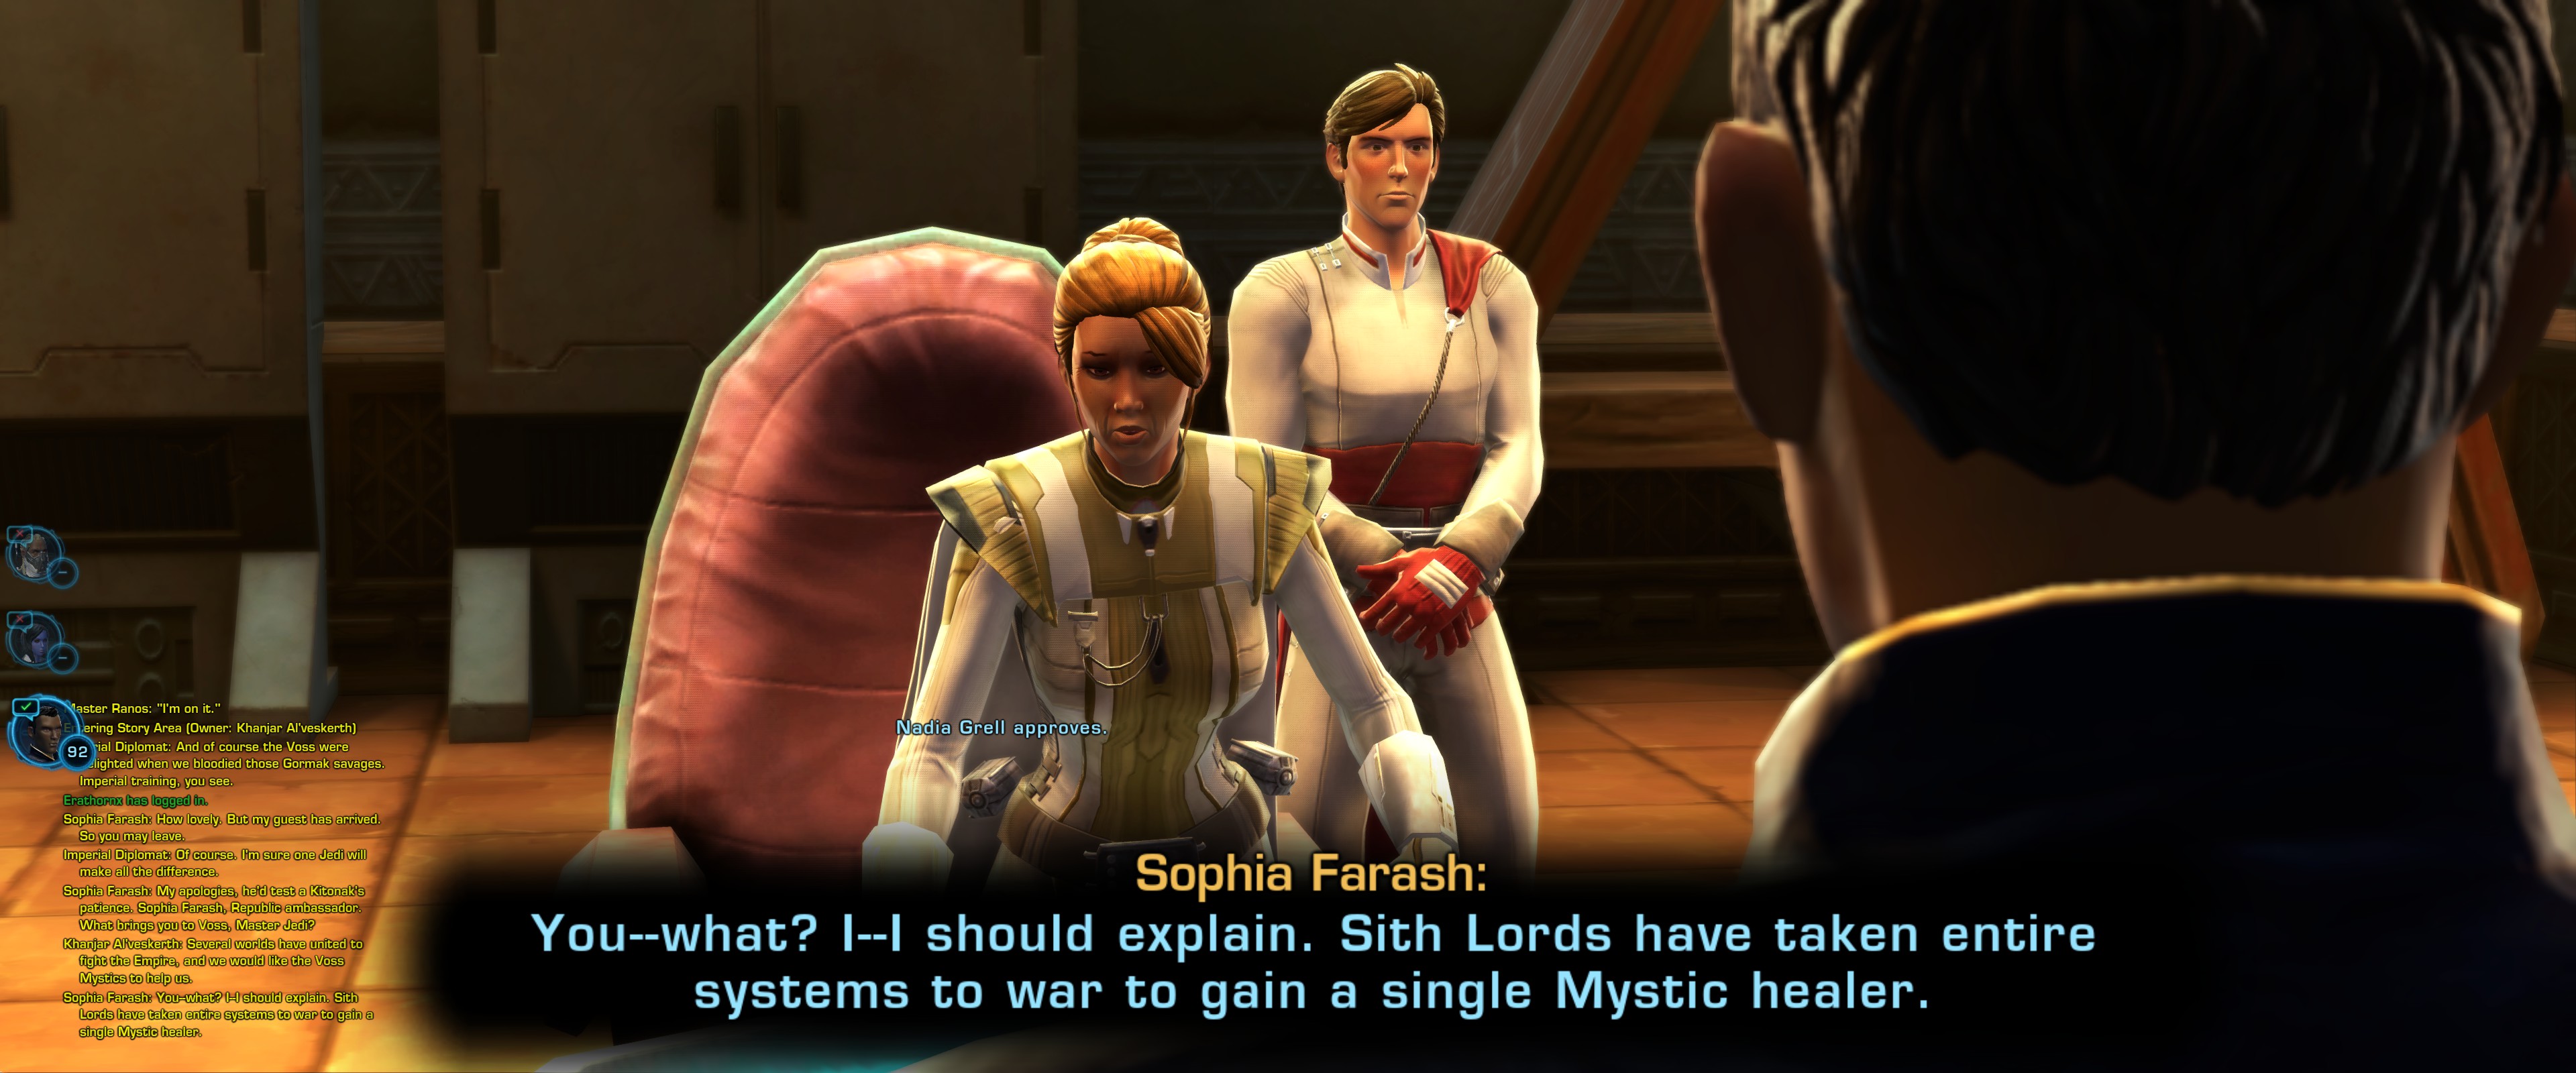 Master Ranos: "I'm on it."
Entering Story Area (Owner: Khanjar Al'veskerth)
Diplomat: And of course the Voss were
delighted when we bloodied those Gormak savages.
Imperial training, you see.
Erathornx has logged in.
Sophia Farash: How lovely. But my guest has arrived.
So you may leave.
Imperial Diplomat: Of course. I'm sure one Jedi will
make all the difference.
Sophia Farash: My apologies, he'd test a Kitonak's
patience. Sophia Farash, Republic ambassador.
What brings you to Voss, Master Jedi?
Khanjar Al'veskerth: Several worlds have united to
fight the Empire, and we would like the Voss
Mystics to help us.
Sophia Farash: You--what? I--I should explain. Sith
Lords have taken entire systems to war to gain a
single Mystic healer.
92
Nadia Grell approves.
Sophia Farash:
You--what? I--I should explain. Sith Lords have taken entire
systems to war to gain a single Mystic healer.